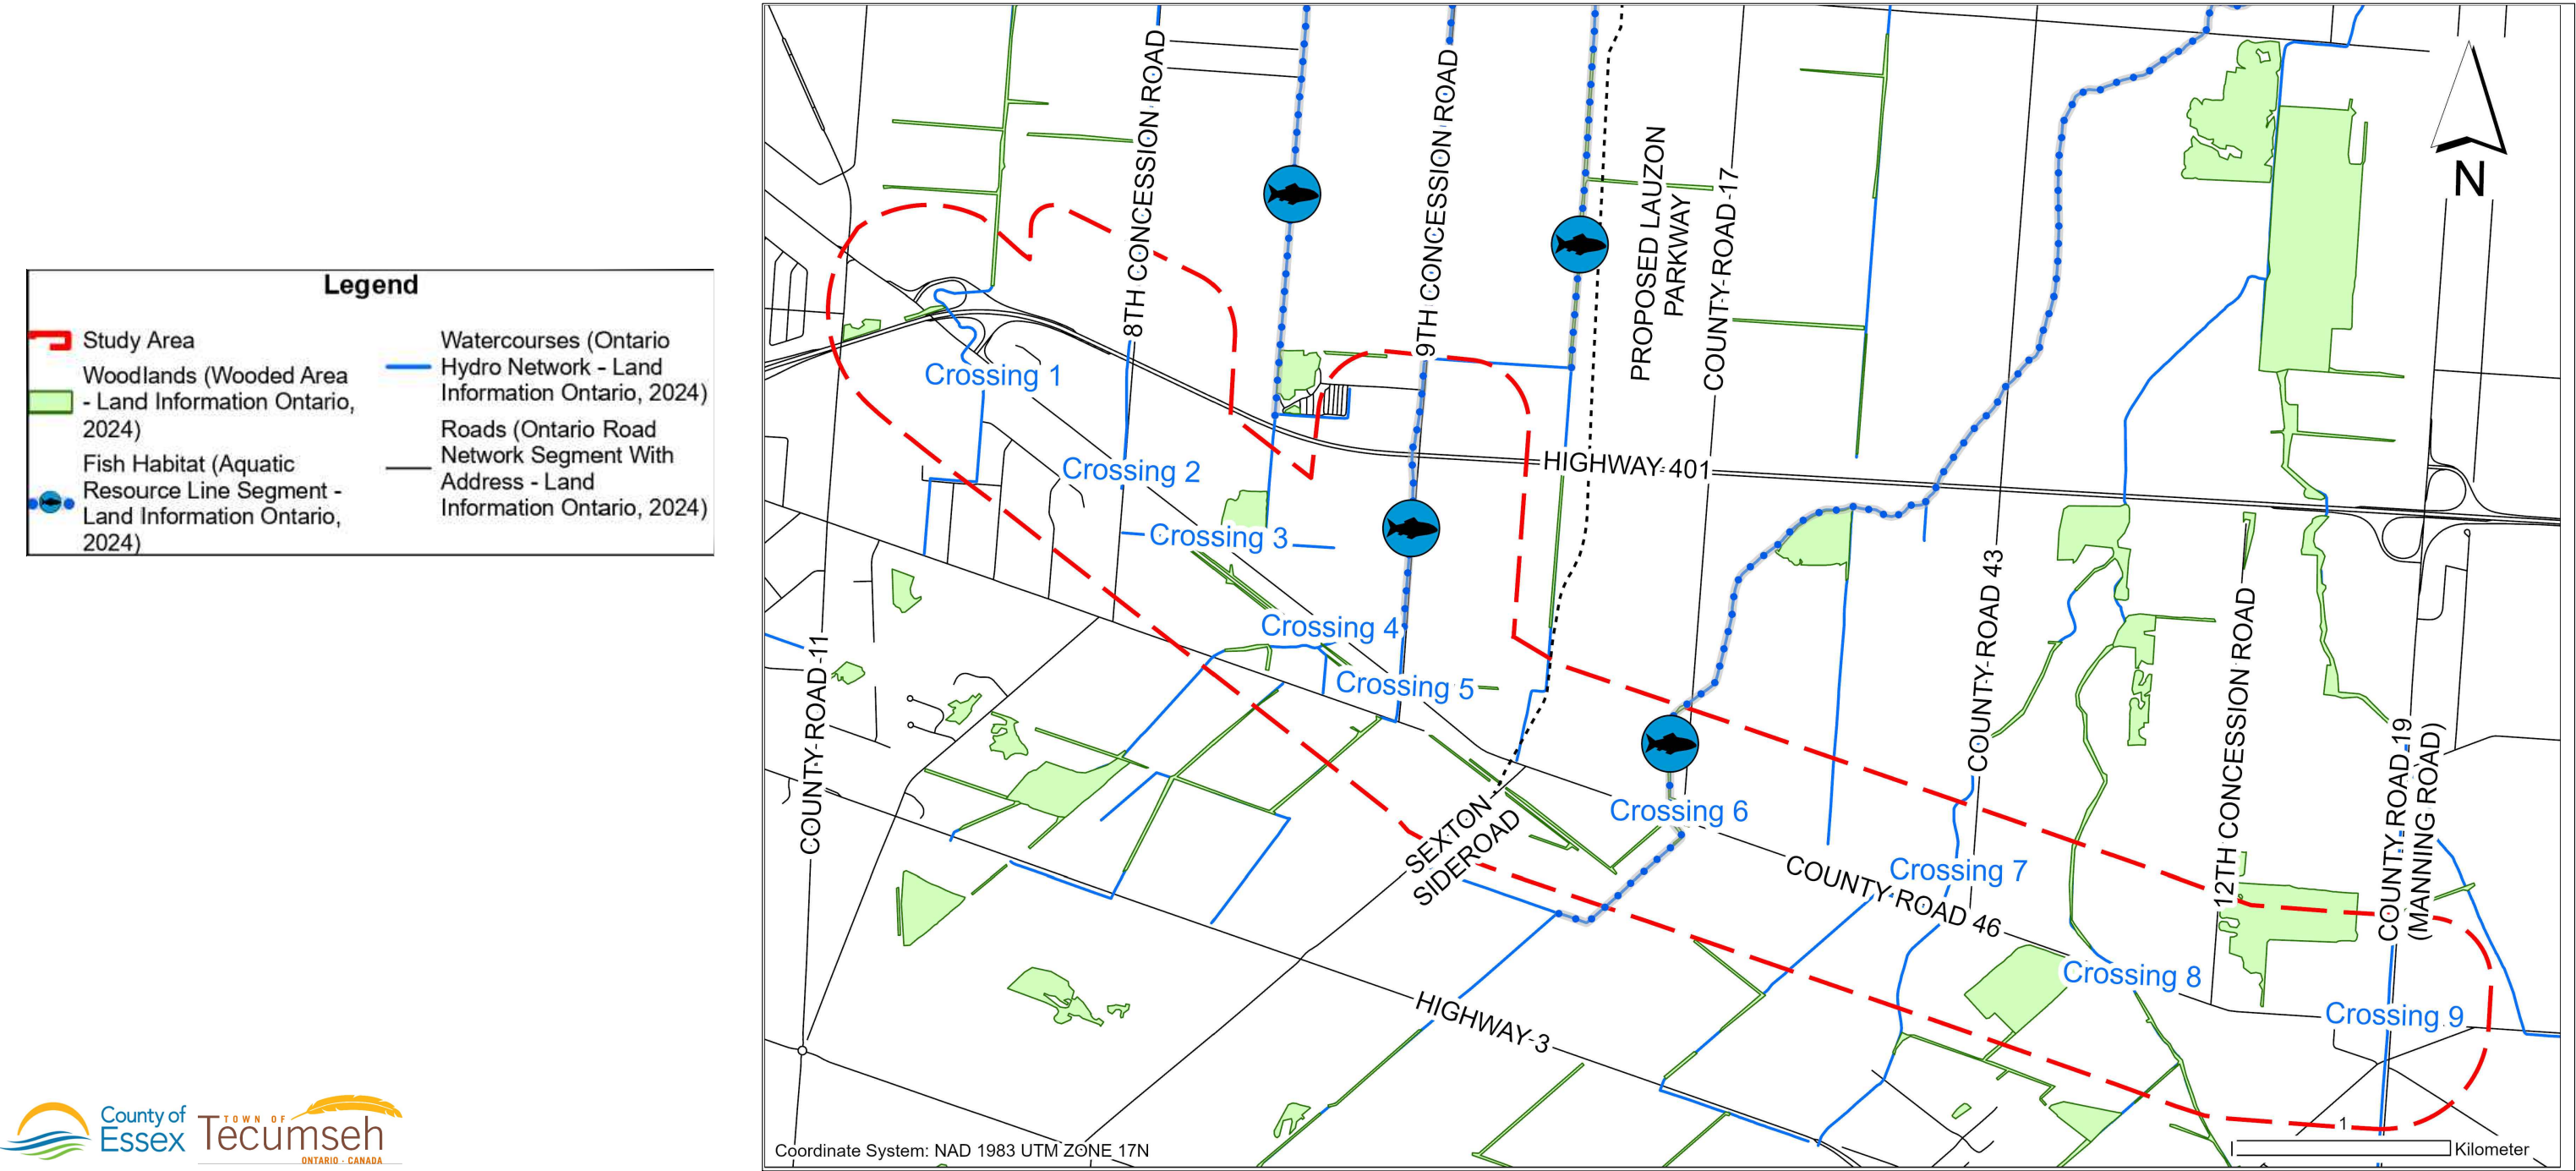 Legend
Study Area
Woodlands (Wooded Area
- Land Information Ontario,
2024)
Fish Habitat (Aquatic
Resource Line Segment -
Land Information Ontario,
2024)
Watercourses (Ontario
Hydro Network - Land
Information Ontario, 2024)
Roads (Ontario Road
Network Segment With
Address - Land
Information Ontario, 2024)
County of
Essex
TOWN OF
Tecumseh
ONTARIO - CANADA
8TH CONCESSION ROAD
9TH CONCESSION ROAD
PROPOSED LAUZON
PARKWAY
COUNTY ROAD 17
N
Crossing 1
Crossing 2
HIGHWAY 401
Crossing 3
Crossing 4
Crossing 5
COUNTY ROAD 11
COUNTY ROAD 43
12TH CONCESSION ROAD
COUNTY ROAD 19
(MANNING ROAD)
SEXTON
SIDEROAD
Crossing 6
COUNTY ROAD 46
Crossing 7
Crossing 8
Crossing 9
HIGHWAY 3
Coordinate System: NAD 1983 UTM ZONE 17N
1
Kilometer